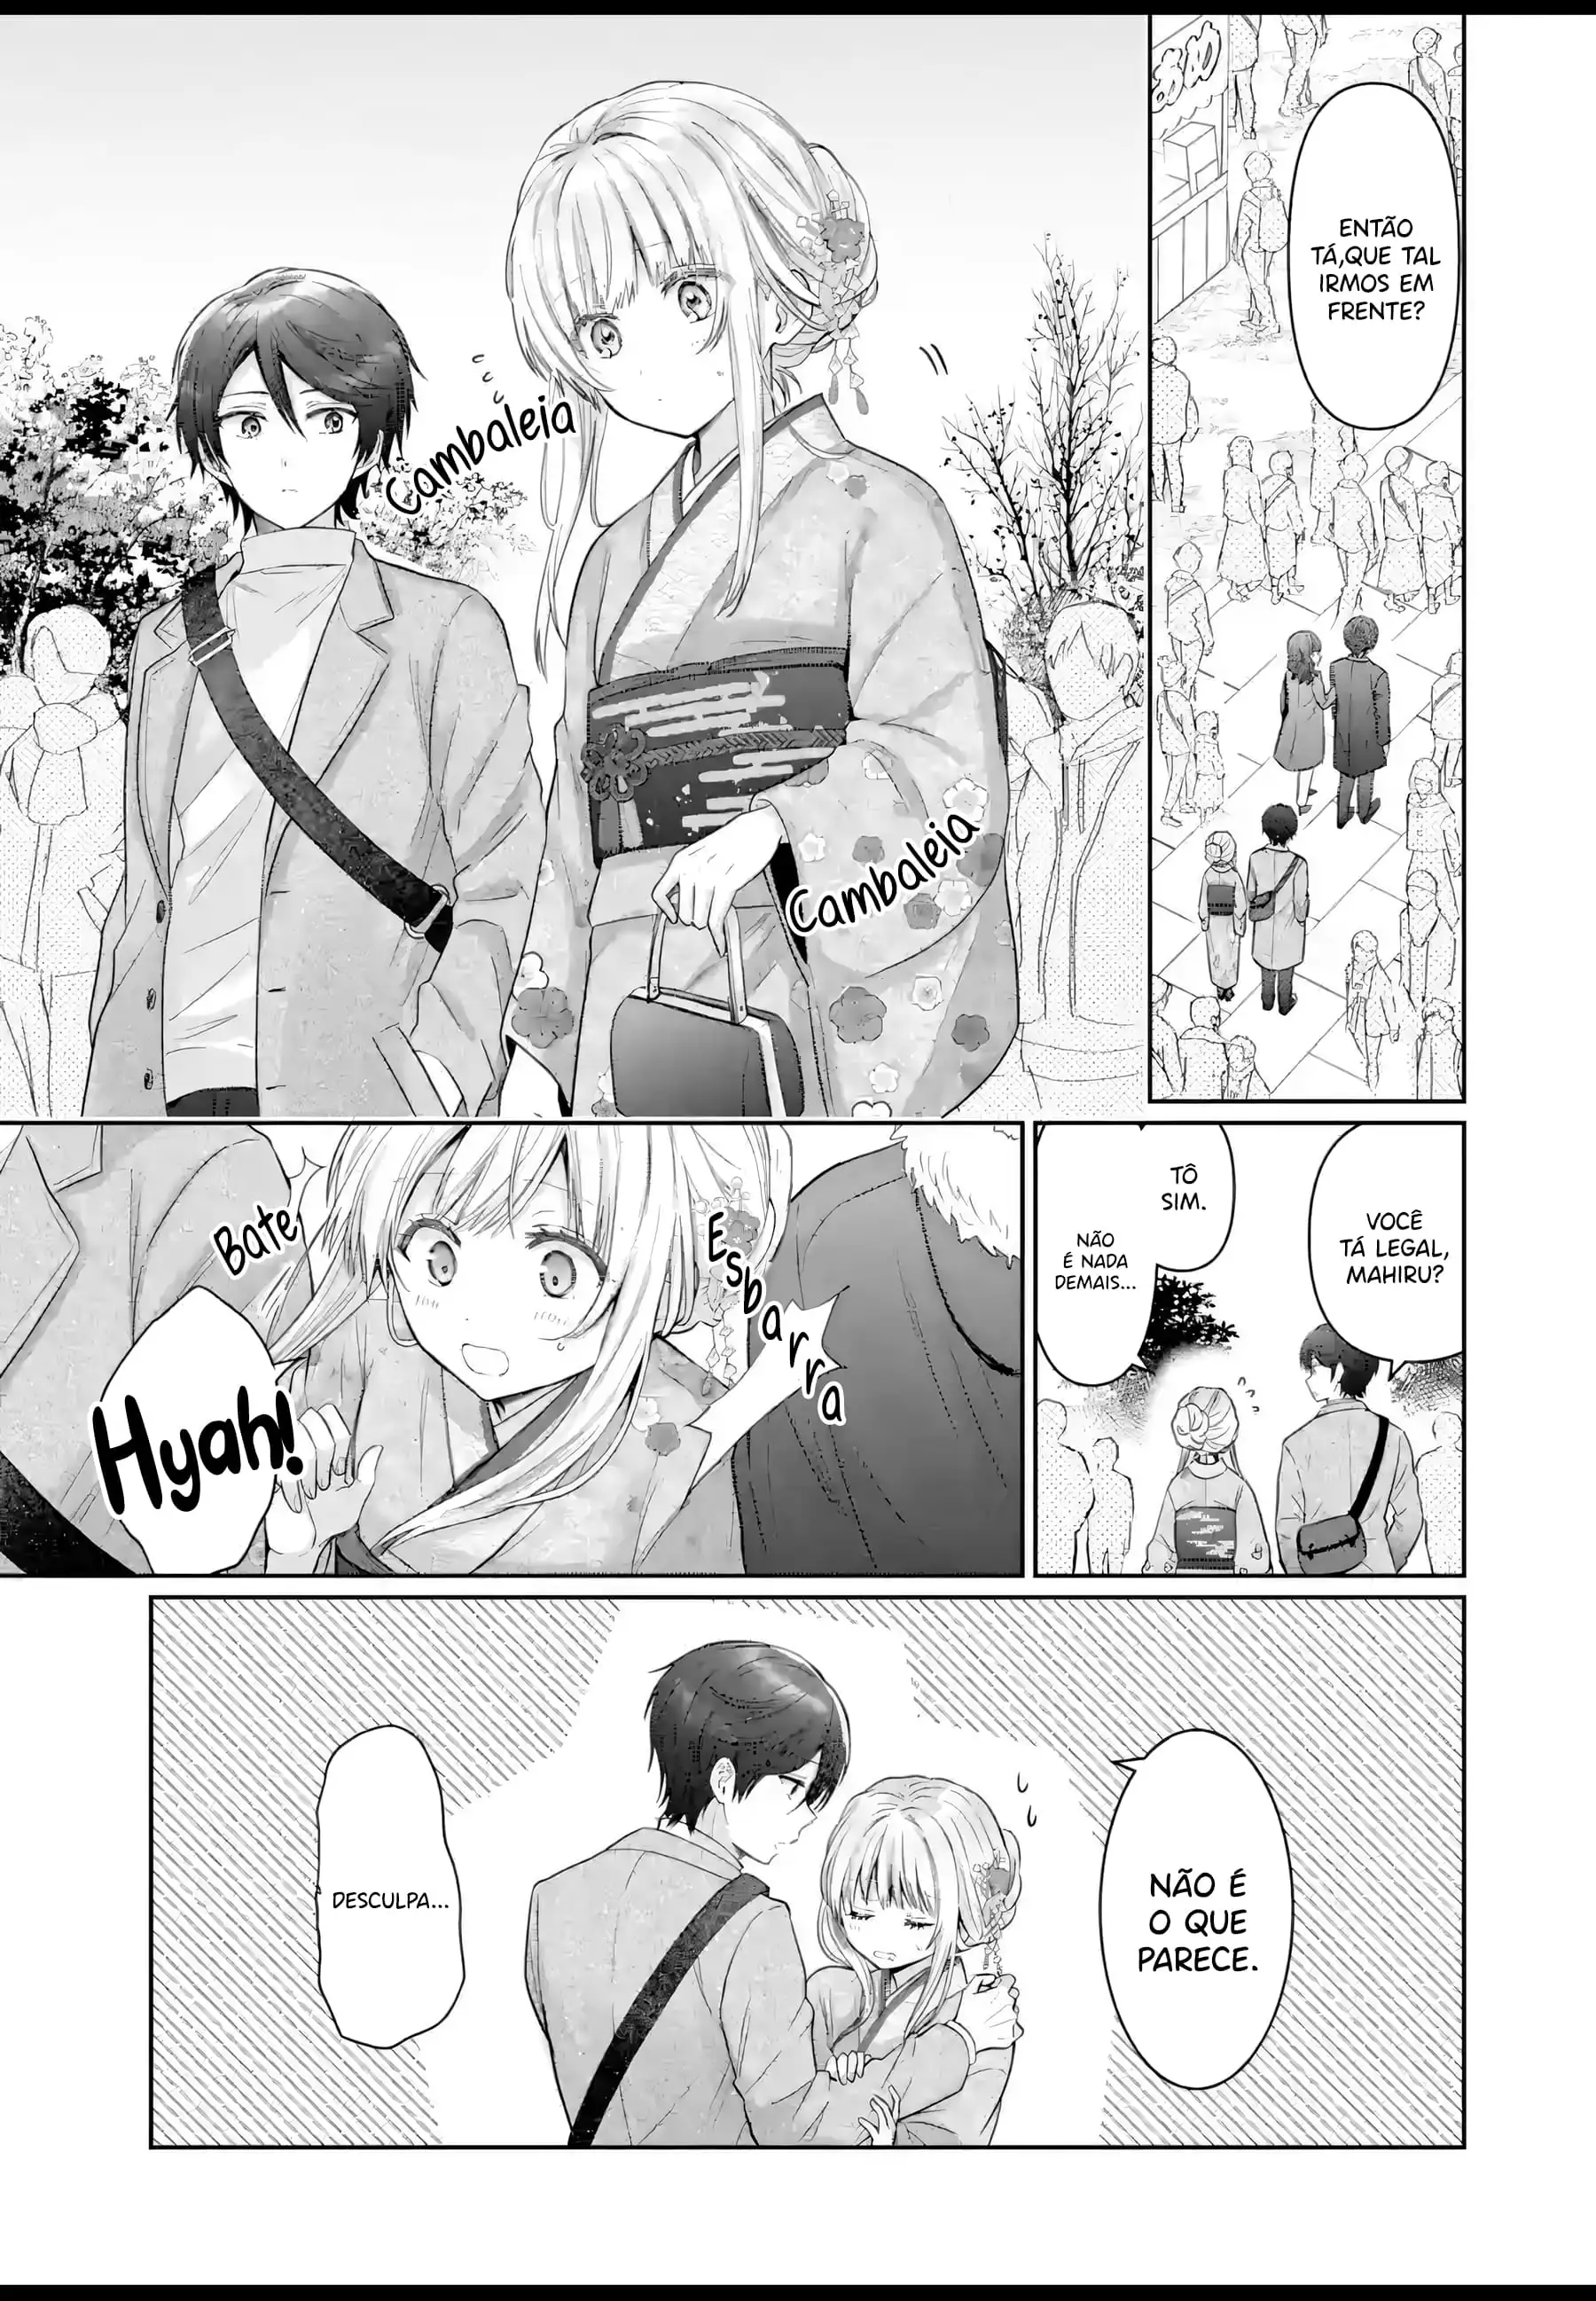 ENTÃO
TÁ,QUE TAL
IRMOS EM
FRENTE?
Cambaleia
Cambaleia
VOCÊ
TÁ LEGAL,
MAHIRU?
TÔ
SIM.
NÃO
É NADA
DEMAIS...
Esbarra
Bate
Hyah!
NÃO É
O QUE
PARECE.
DESCULPA...